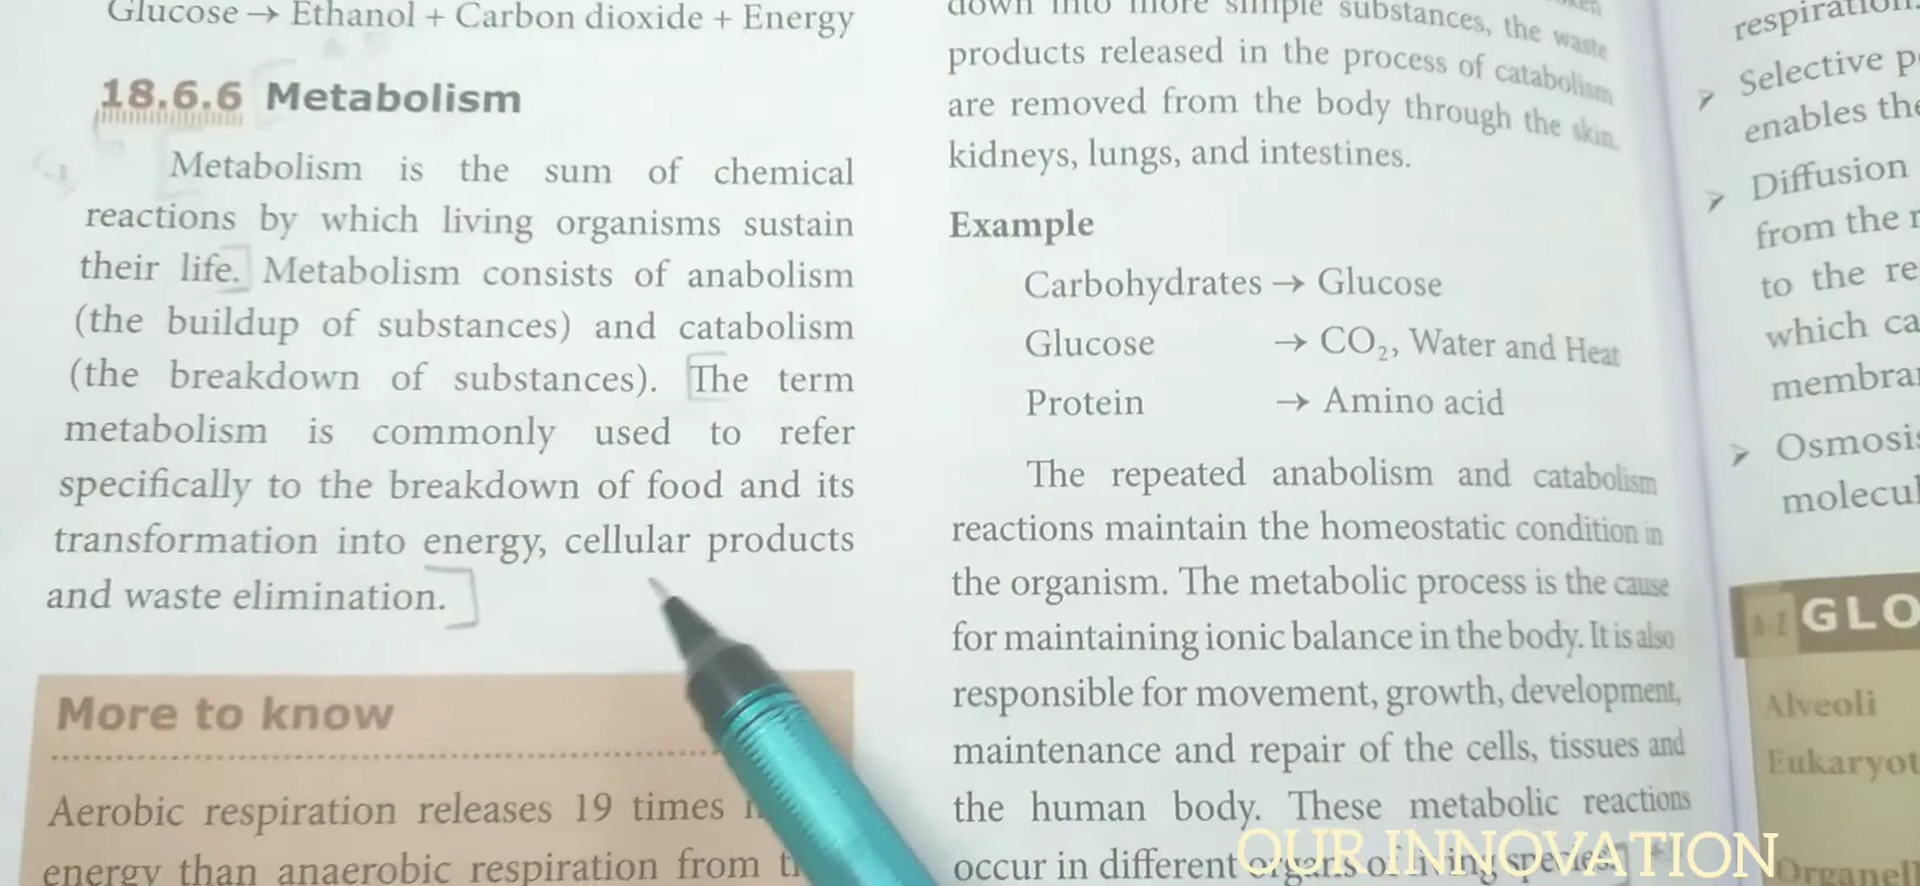 Glucose → Ethanol + Carbon dioxide + Energy
18.6.6 Metabolism
Metabolism is the sum of chemical
reactions by which living organisms sustain
their life. Metabolism consists of anabolism
(the buildup of substances) and catabolism
(the breakdown of substances). The term
metabolism is commonly used to refer
specifically to the breakdown of food and its
transformation into energy, cellular products
and waste elimination.
More to know
Aerobic respiration releases 19 times
energy than anaerobic respiration from
down into more simple substances, the waste
products released in the process of catabolism
are removed from the body through the skin,
kidneys, lungs, and intestines.
Example
Carbohydrates → Glucose
Glucose → CO₂, Water and Heat
Protein → Amino acid
The repeated anabolism and catabolism
reactions maintain the homeostatic condition in
the organism. The metabolic process is the cause
for maintaining ionic balance in the body. It is also
responsible for movement, growth, development,
maintenance and repair of the cells, tissues and
the human body. These metabolic reactions
occur in different organs of living species.
respiration.
➤ Selective
enables the
➤ Diffusion
from the
to the
which
➤ Osmosis
A-Z
Alveoli
OUR INNOVATION